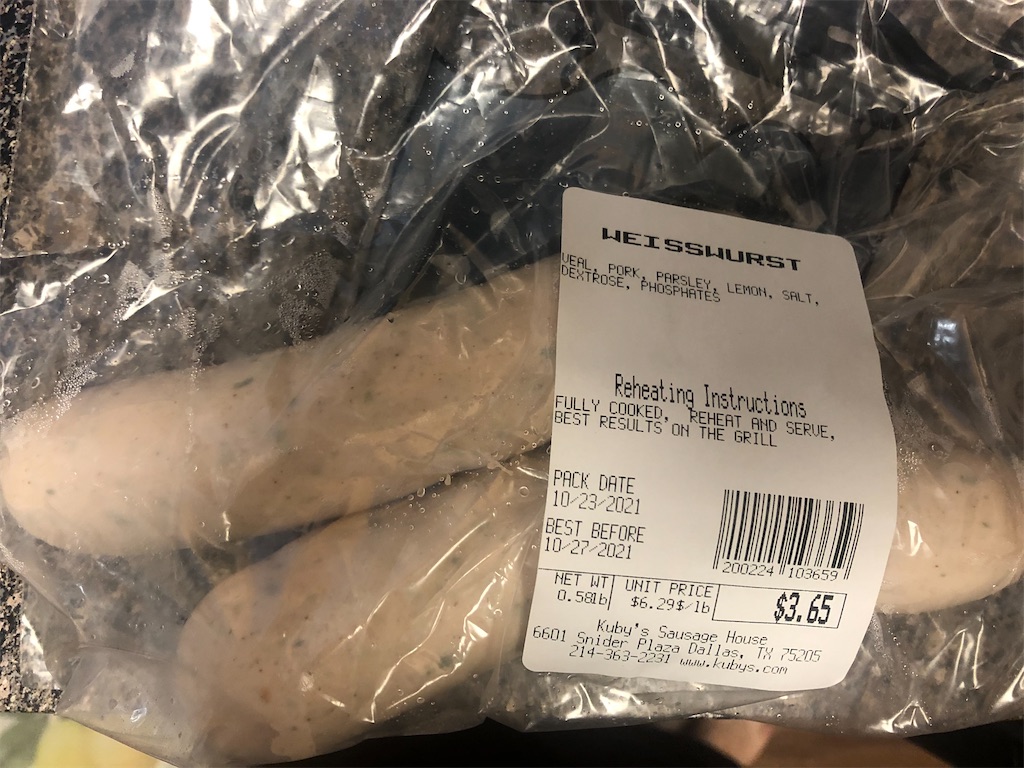 WEISSWURST
VEAL, PORK, PARSLEY, LEMON, SALT,
DEXTROSE, PHOSPHATES
Reheating Instructions
FULLY COOKED, REHEAT AND SERVE,
BEST RESULTS ON THE GRILL
PACK DATE
10/23/2021
BEST BEFORE
10/27/2021
200224 103659
NET WT UNIT PRICE
0.58lb $6.29$/lb $3.65
Kuby's Sausage House
6601 Snider Plaza Dallas, TX 75205
214-363-2231 www.kubys.com